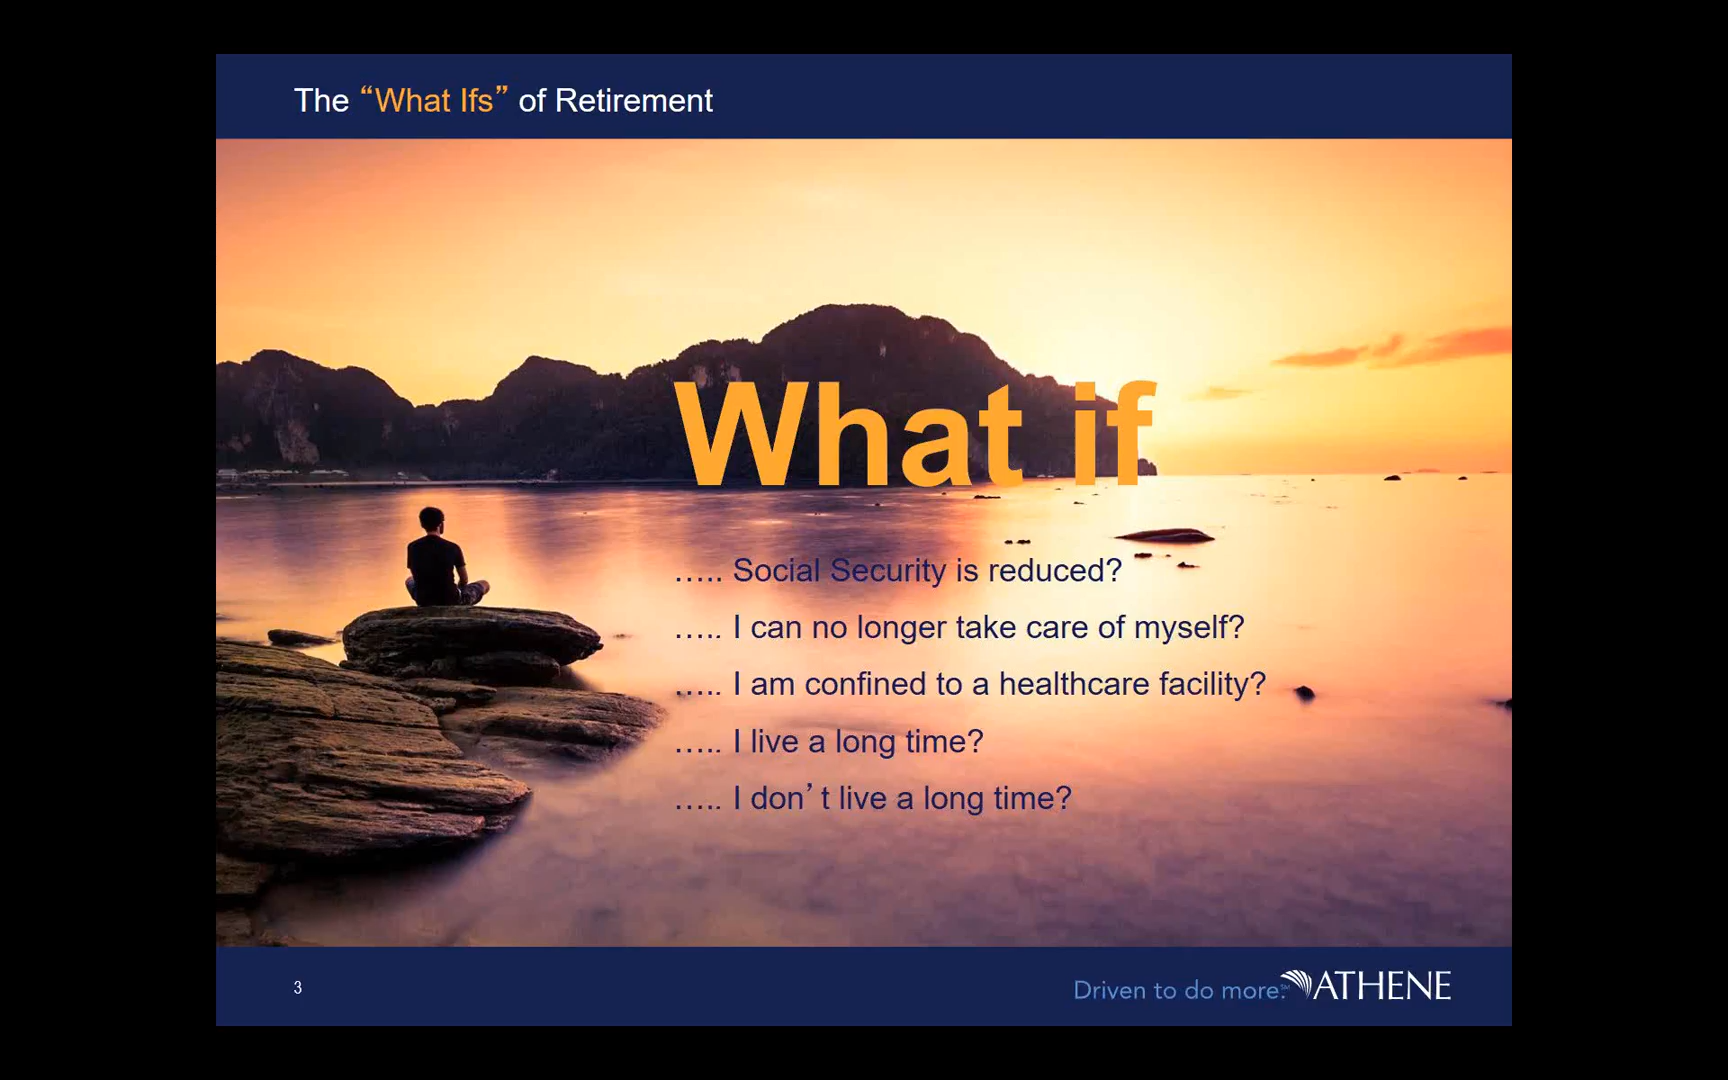 The “What Ifs” of Retirement
What if
….. Social Security is reduced?
….. I can no longer take care of myself?
….. I am confined to a healthcare facility?
….. I live a long time?
….. I don’t live a long time?
3
Driven to do more.℠ ATHENE